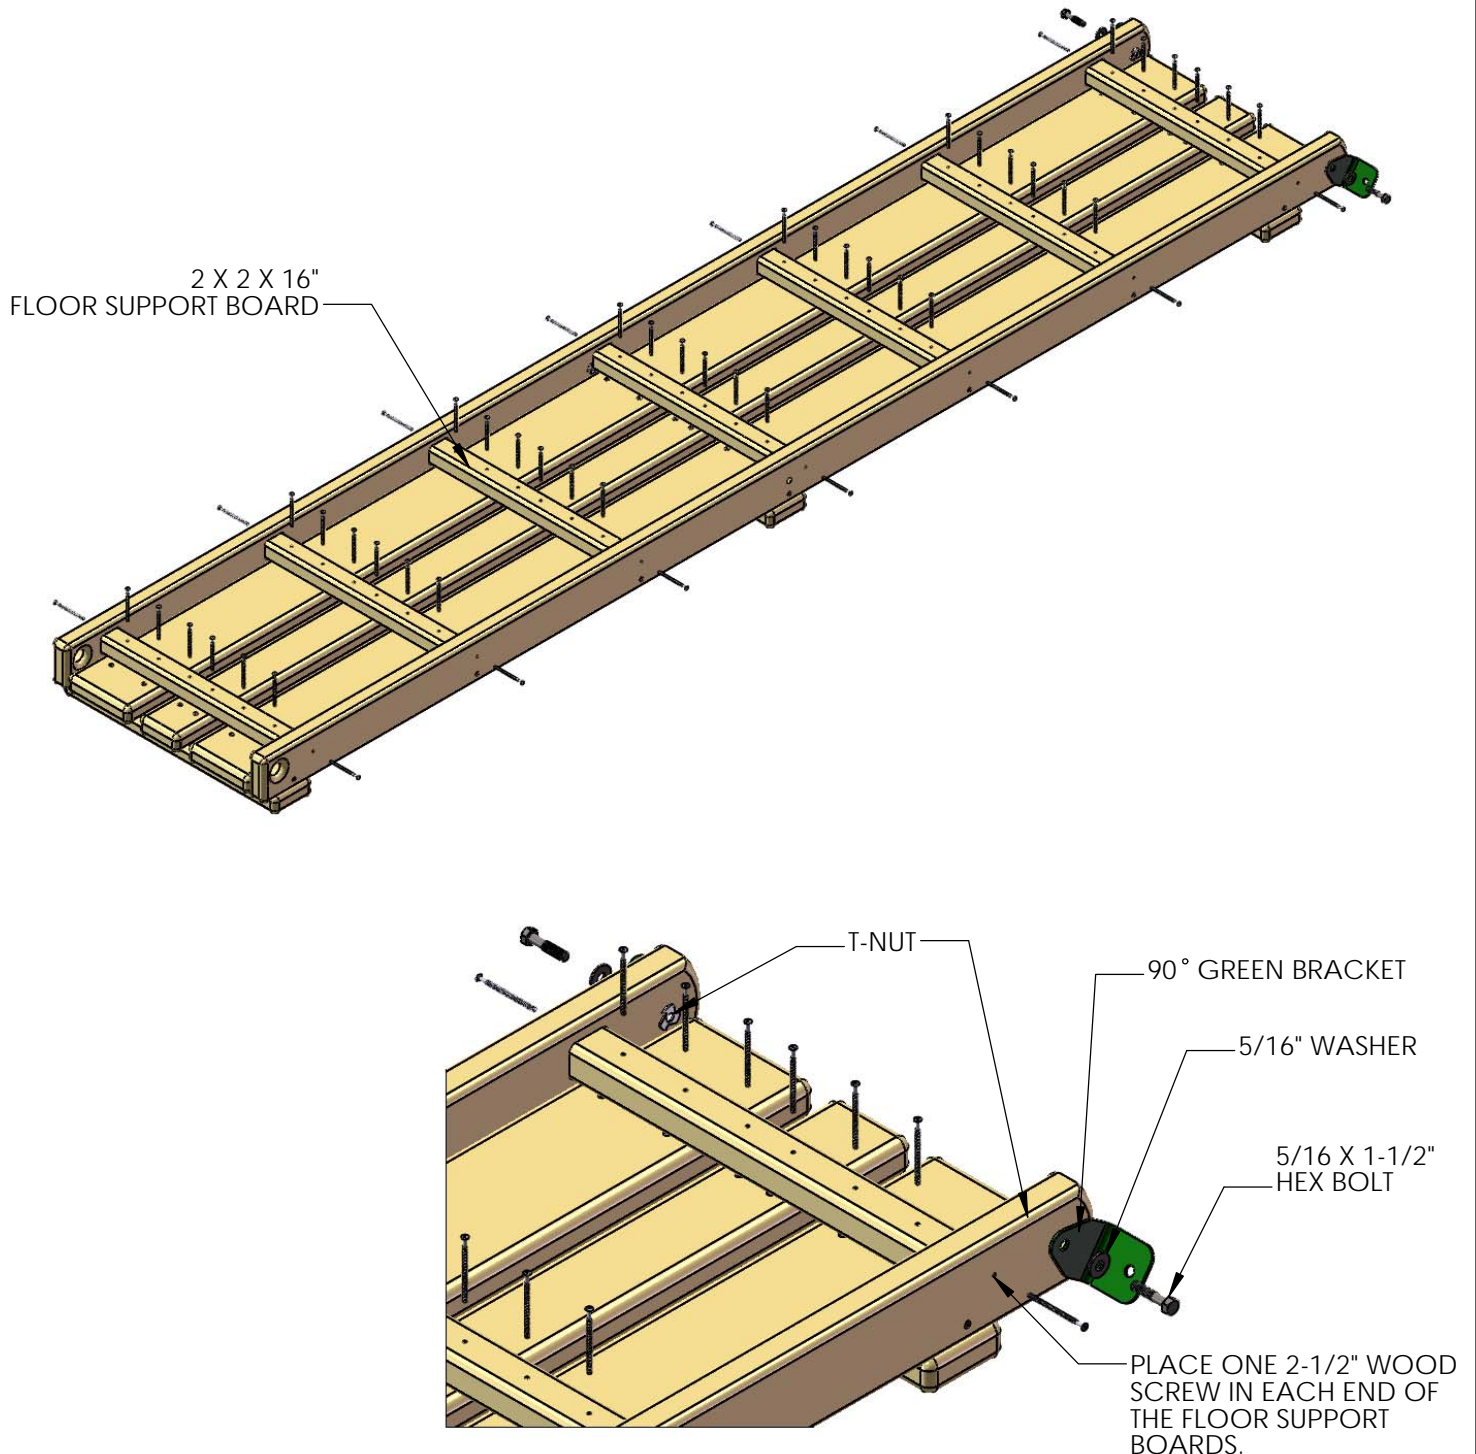 2 X 2 X 16"
FLOOR SUPPORT BOARD
T-NUT
90° GREEN BRACKET
5/16" WASHER
5/16 X 1-1/2"
HEX BOLT
PLACE ONE 2-1/2" WOOD
SCREW IN EACH END OF
THE FLOOR SUPPORT
BOARDS.